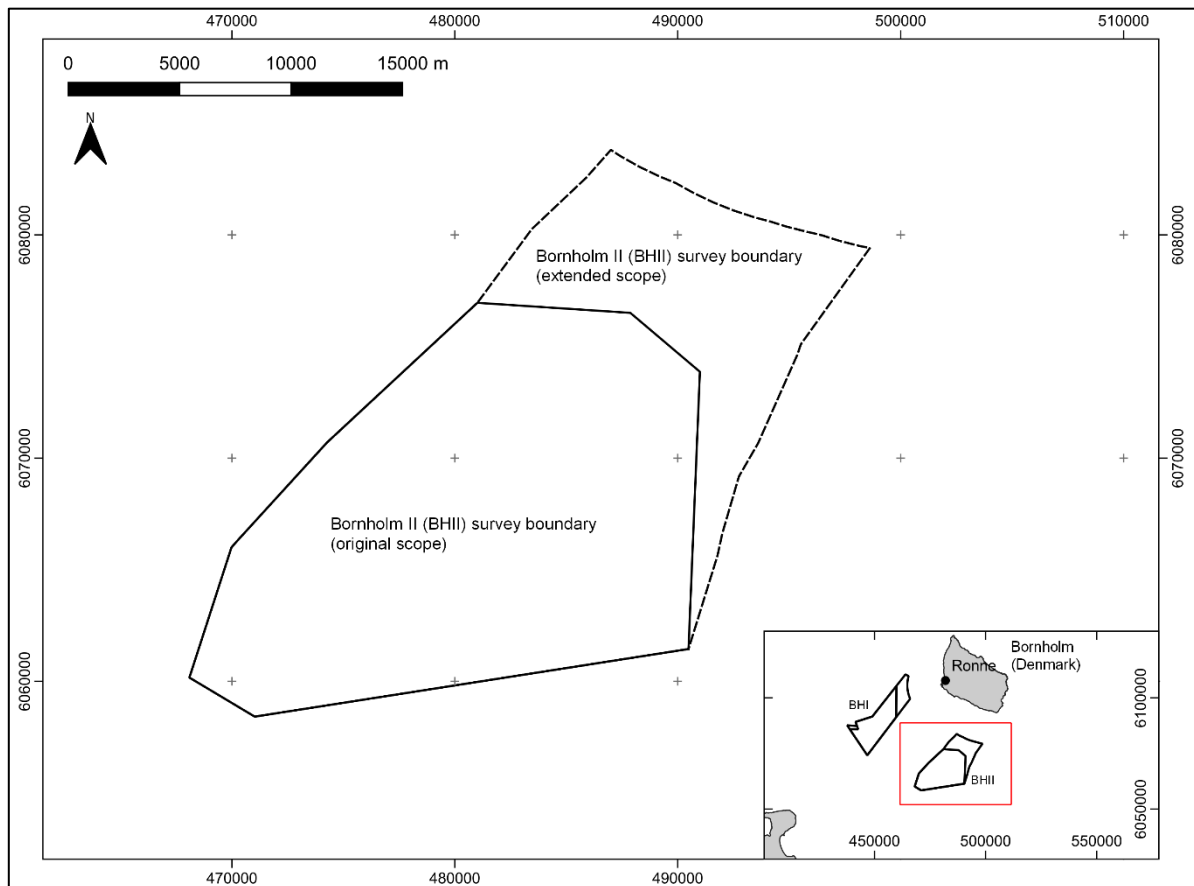 470000 480000 490000 500000 510000
0 5000 10000 15000 m
N
6080000 6080000
Bornholm II (BHII) survey boundary
(extended scope)
6070000 6070000
Bornholm II (BHII) survey boundary
(original scope)
6060000
Bornholm
(Denmark)
Ronne
BHI
6100000
BHII
6050000
450000 500000 550000
470000 480000 490000 500000 510000